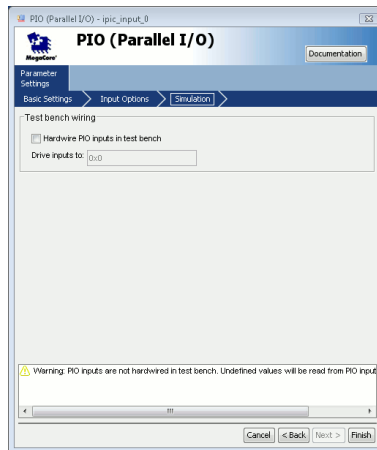 PIO (Parallel I/O) - ipic_input_0
PIO (Parallel I/O)
MegaCore'
Documentation
Parameter
Settings
Basic Settings
Input Options
Simulation
Test bench wiring
Hardwire PIO inputs in test bench
Drive inputs to: 0x0
Warning: PIO inputs are not hardwired in test bench. Undefined values will be read from PIO input
Cancel < Back Next > Finish